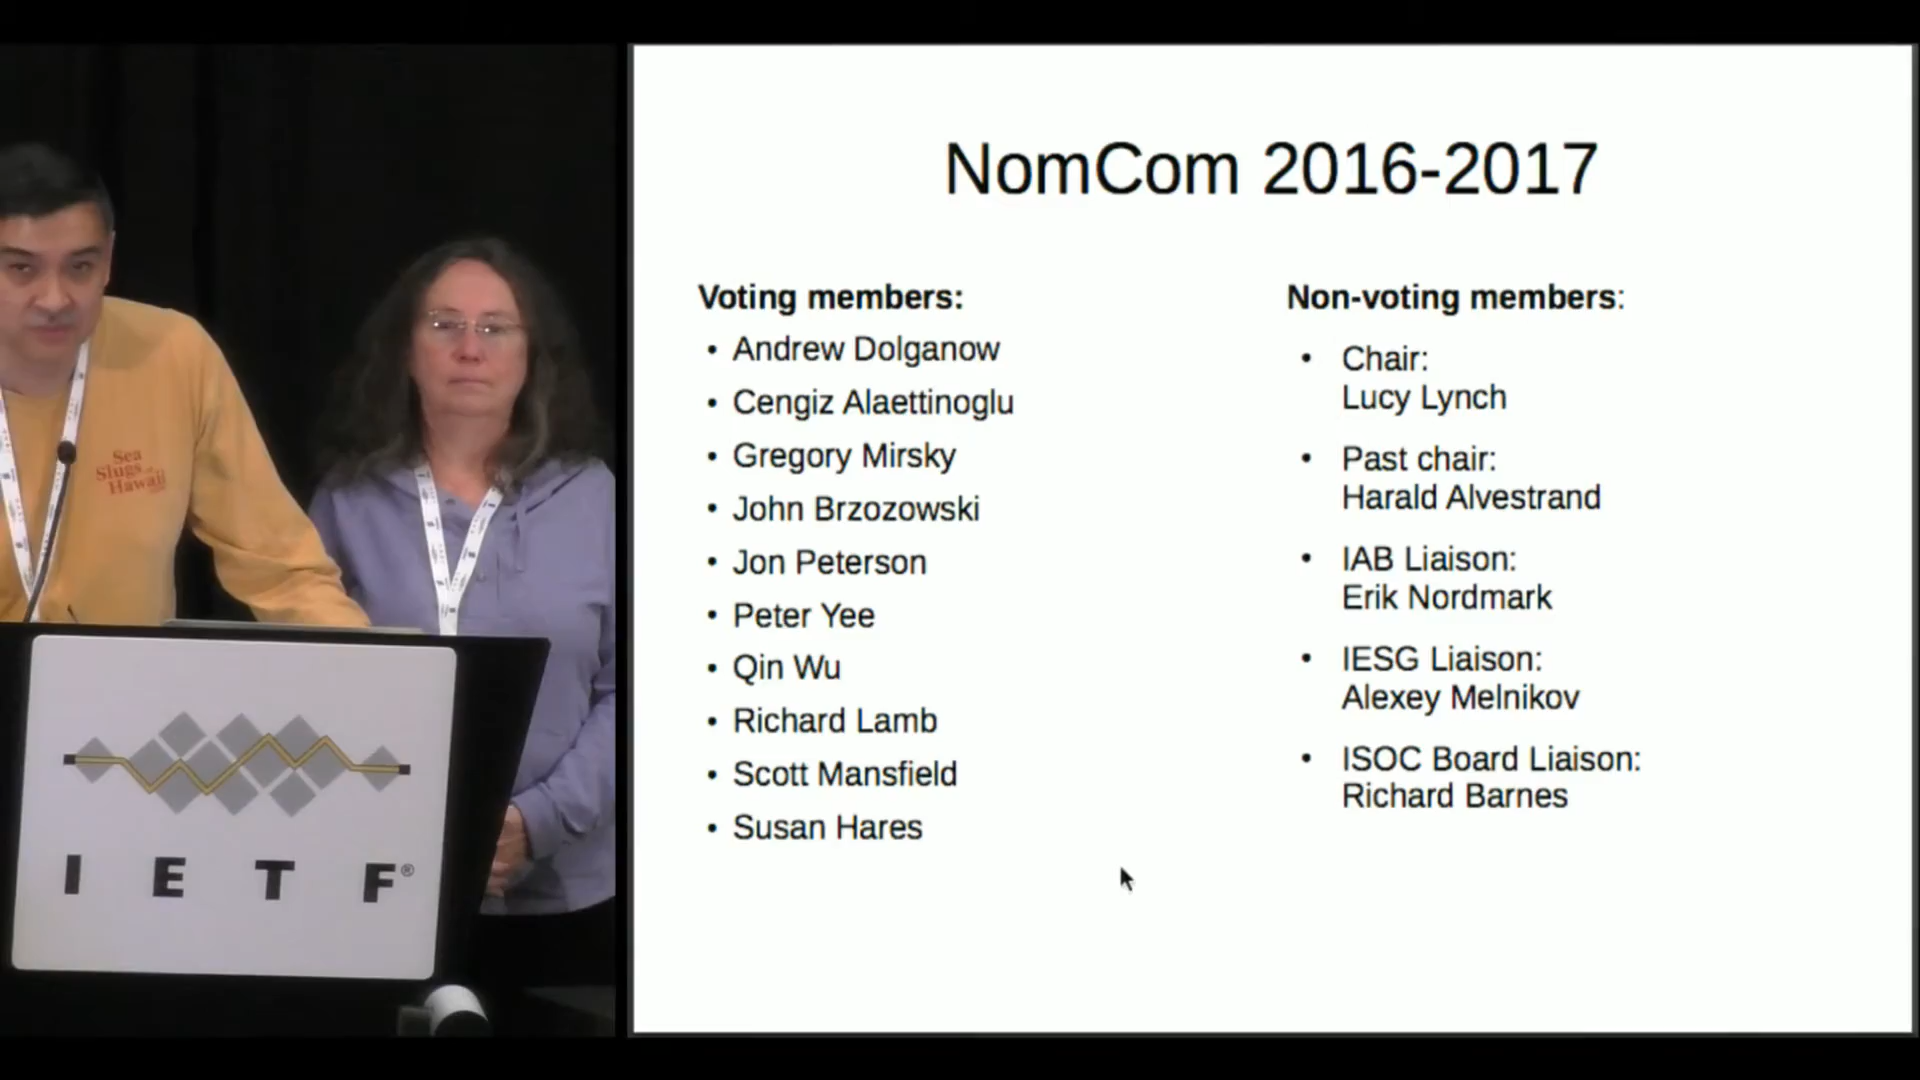 Sea
Slugs of
Hawaii
I E T F®
NomCom 2016-2017
Voting members:
• Andrew Dolganow
• Cengiz Alaettinoglu
• Gregory Mirsky
• John Brzozowski
• Jon Peterson
• Peter Yee
• Qin Wu
• Richard Lamb
• Scott Mansfield
• Susan Hares
Non-voting members:
• Chair:
Lucy Lynch
• Past chair:
Harald Alvestrand
• IAB Liaison:
Erik Nordmark
• IESG Liaison:
Alexey Melnikov
• ISOC Board Liaison:
Richard Barnes